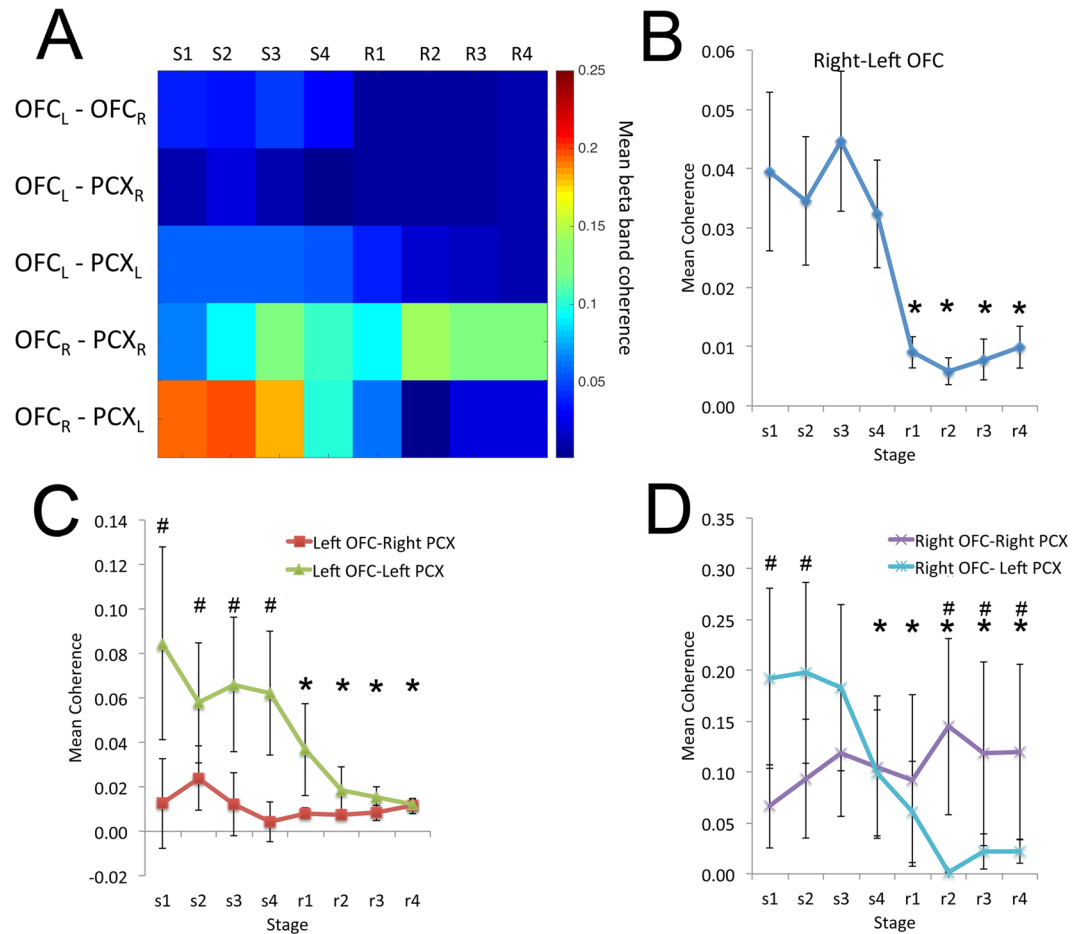 A
S1 S2 S3 S4 R1 R2 R3 R4
OFCL - OFCR
OFCL - PCXR
OFCL - PCXL
OFCR - PCXR
OFCR - PCXL
0.25
0.2
0.15
0.1
0.05
Mean beta band coherence
B
Right-Left OFC
0.06
0.05
0.04
0.03
0.02
0.01
0.00
Mean Coherence
* * * *
s1 s2 s3 s4 r1 r2 r3 r4
Stage
C
0.14
0.12
0.10
0.08
0.06
0.04
0.02
0.00
-0.02
Mean Coherence
Left OFC-Right PCX
Left OFC-Left PCX
#
# # #
* * * *
s1 s2 s3 s4 r1 r2 r3 r4
Stage
D
0.35
0.30
0.25
0.20
0.15
0.10
0.05
0.00
Mean Coherence
Right OFC-Right PCX
Right OFC- Left PCX
# #
# # #
* * * * *
s1 s2 s3 s4 r1 r2 r3 r4
Stage